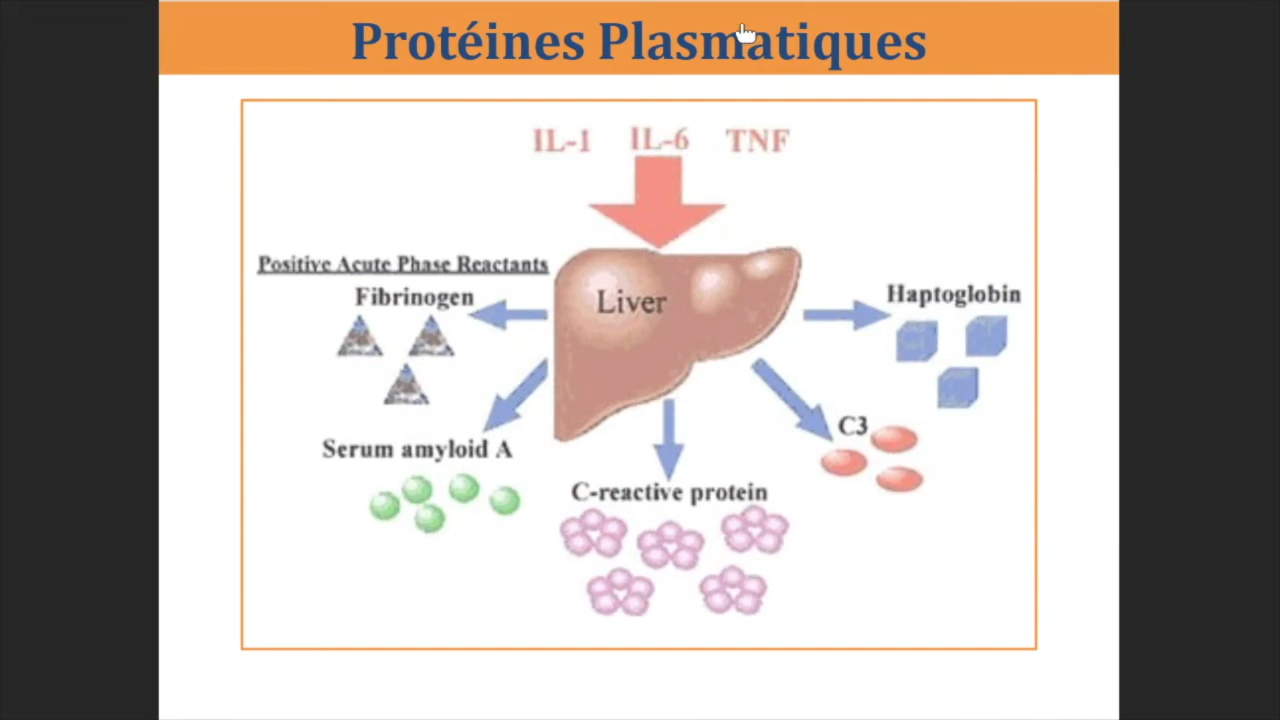 Protéines Plasmatiques
IL-1 IL-6 TNF
Positive Acute Phase Reactants
Fibrinogen
Liver
Haptoglobin
Serum amyloid A
C3
C-reactive protein